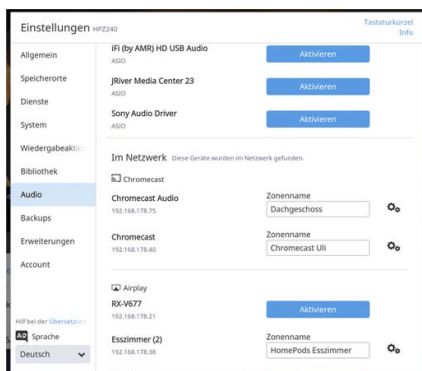 Einstellungen HPZ240
Tastaturkürzel
Info
Allgemein
Speicherorte
Dienste
System
Wiedergabeaktio
Bibliothek
Audio
Backups
Erweiterungen
Account
Hilf bei der Übersetzun
Sprache
Deutsch
iFi (by AMR) HD USB Audio
ASIO
Aktivieren
JRiver Media Center 23
ASIO
Aktivieren
Sony Audio Driver
ASIO
Aktivieren
Im Netzwerk Diese Geräte wurden im Netzwerk gefunden.
Chromecast
Chromecast Audio
192.168.178.75
Zonenname
Dachgeschoss
Chromecast
192.168.178.40
Zonenname
Chromecast Uli
Airplay
RX-V677
192.168.178.21
Aktivieren
Esszimmer (2)
192.168.178.38
Zonenname
HomePods Esszimmer